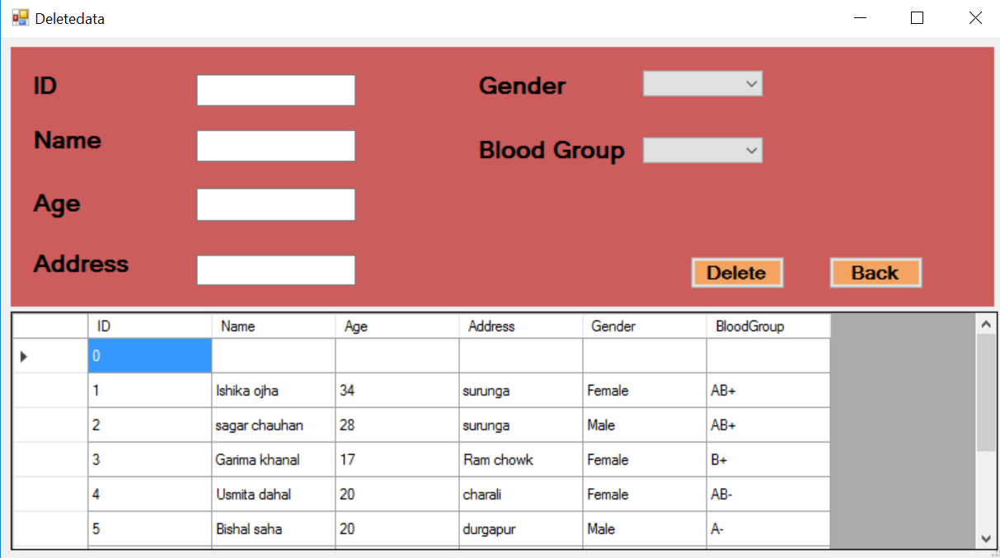 Deletedata
ID
Gender
Name
Blood Group
Age
Address
Delete Back
ID Name Age Address Gender BloodGroup
0
1 Ishika ojha 34 surunga Female AB+
2 sagar chauhan 28 surunga Male AB+
3 Garima khanal 17 Ram chowk Female B+
4 Usmita dahal 20 charali Female AB-
5 Bishal saha 20 durgapur Male A-